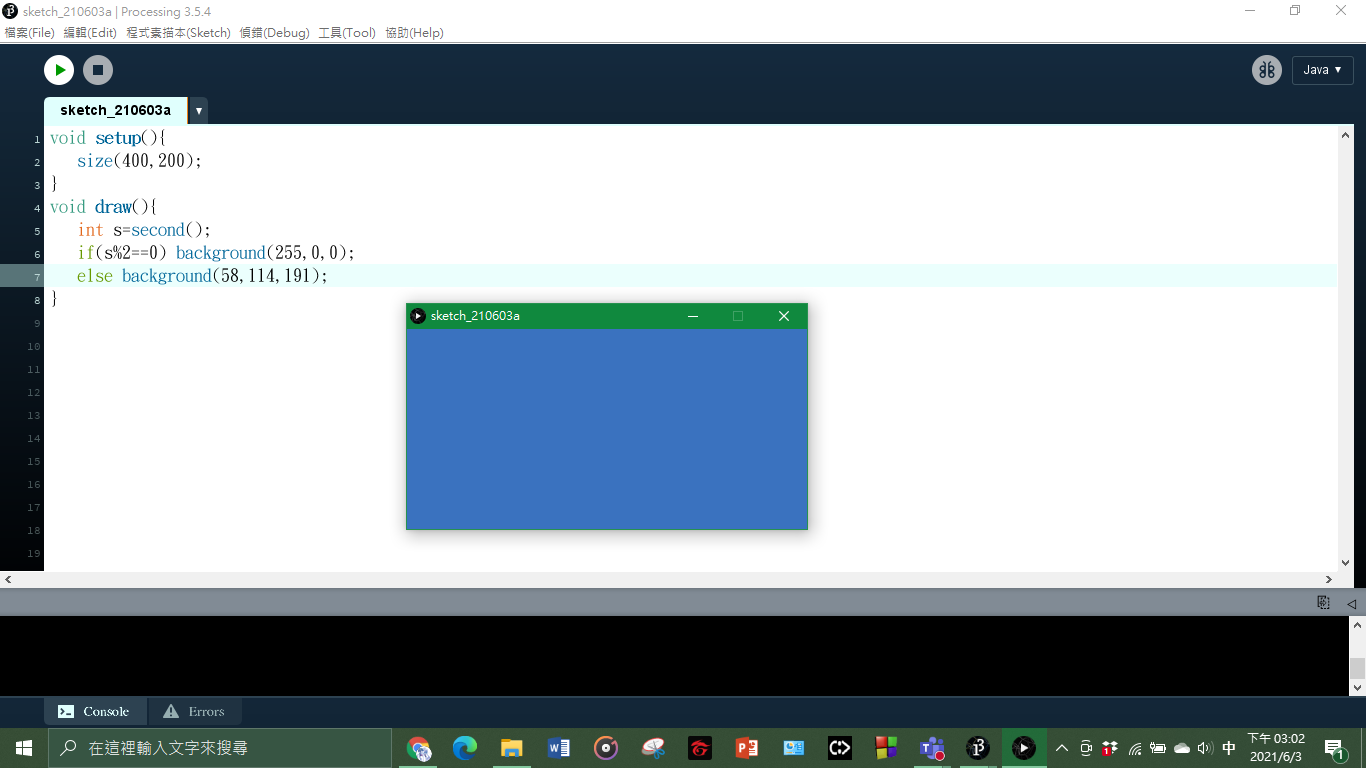 sketch_210603a | Processing 3.5.4
檔案(File) 編輯(Edit) 程式素描本(Sketch) 偵錯(Debug) 工具(Tool) 協助(Help)
Java ▼
sketch_210603a ▼
1 void setup(){
2 size(400,200);
3 }
4 void draw(){
5 int s=second();
6 if(s%2==0) background(255,0,0);
7 else background(58,114,191);
8 }
9
10
11
12
13
14
15
16
17
18
19
sketch_210603a
Console Errors
在這裡輸入文字來搜尋
中
下午 03:02
2021/6/3
1